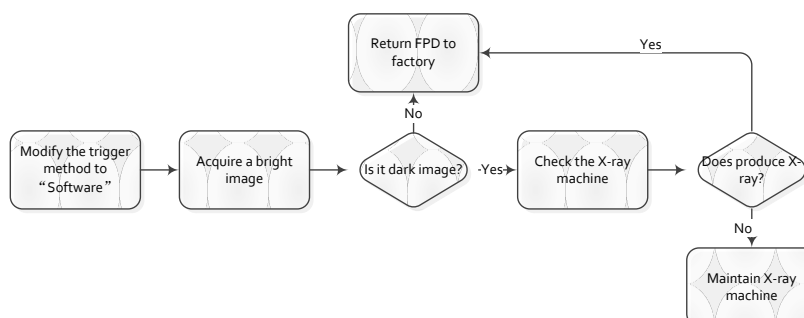 Return FPD to
factory
Yes
No
Modify the trigger
method to
“Software”
Acquire a bright
image
Is it dark image?
Yes
Check the X-ray
machine
Does produce X-
ray?
No
Maintain X-ray
machine